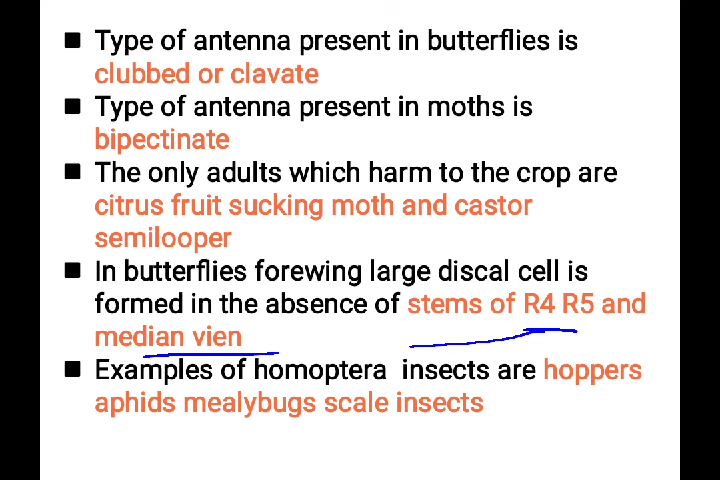 Type of antenna present in butterflies is
clubbed or clavate
Type of antenna present in moths is
bipectinate
The only adults which harm to the crop are
citrus fruit sucking moth and castor
semilooper
In butterflies forewing large discal cell is
formed in the absence of stems of R4 R5 and
median vien
Examples of homoptera insects are hoppers
aphids mealybugs scale insects